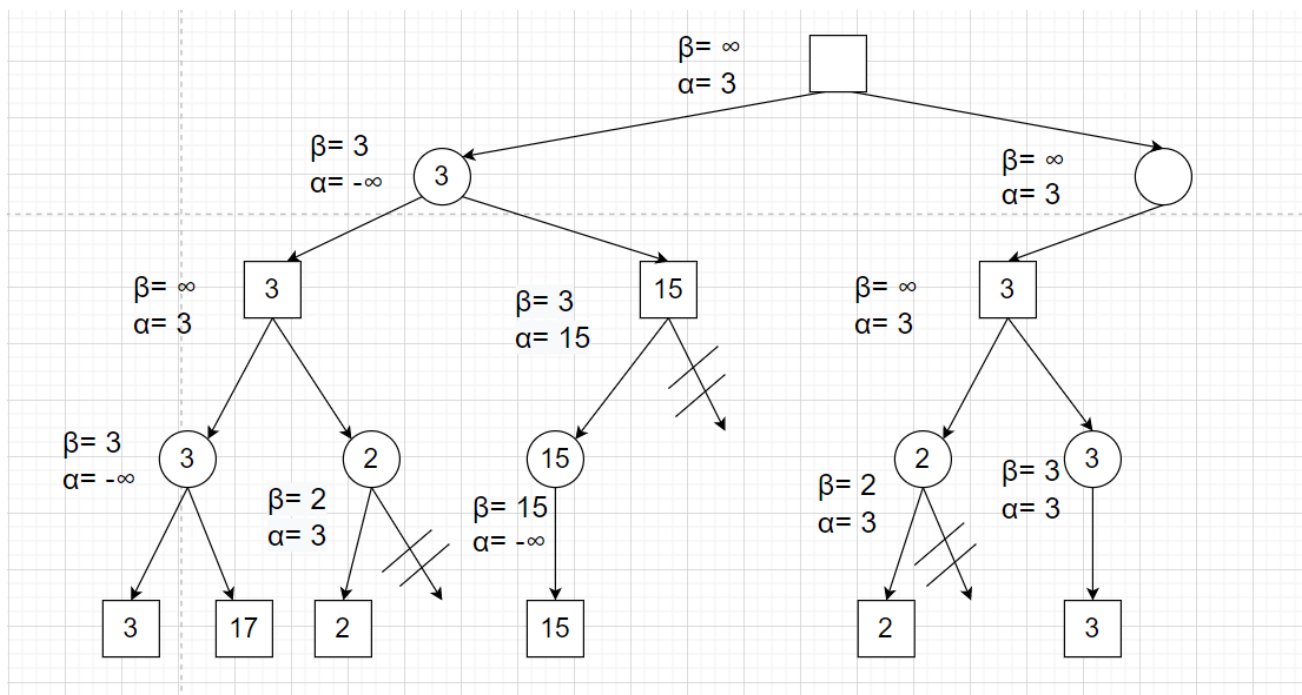 β= ∞
α= 3
β= 3
α= -∞
3
β= ∞
α= 3
β= ∞
α= 3
3
β= 3
α= 15
15
β= ∞
α= 3
3
β= 3
α= -∞
3
β= 2
α= 3
2
15
β= 15
α= -∞
2
β= 2
α= 3
β= 3
α= 3
3
3
17
2
15
2
3